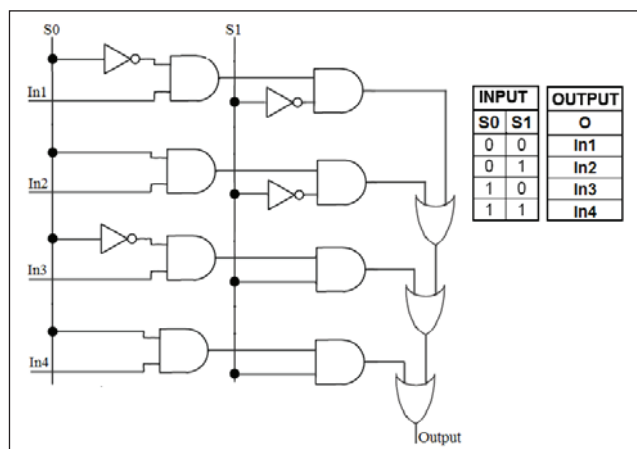 S0 S1
In1
In2
In3
In4
Output
INPUT OUTPUT
S0 S1 O
0 0 In1
0 1 In2
1 0 In3
1 1 In4